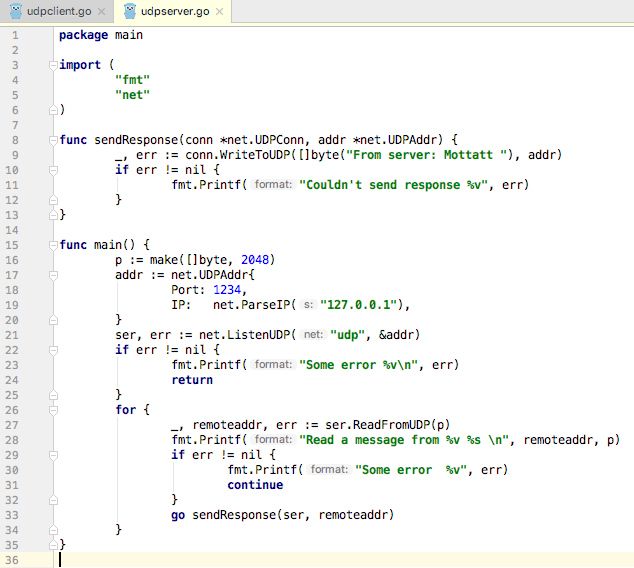 udpclient.go × udpserver.go ×
1 package main
2
3 import (
4 "fmt"
5 "net"
6 )
7
8 func sendResponse(conn *net.UDPConn, addr *net.UDPAddr) {
9 _, err := conn.WriteToUDP([]byte("From server: Mottatt "), addr)
10 if err != nil {
11 fmt.Printf( format: "Couldn't send response %v", err)
12 }
13 }
14
15 func main() {
16 p := make([]byte, 2048)
17 addr := net.UDPAddr{
18 Port: 1234,
19 IP: net.ParseIP( s: "127.0.0.1"),
20 }
21 ser, err := net.ListenUDP( net: "udp", &addr)
22 if err != nil {
23 fmt.Printf( format: "Some error %v\n", err)
24 return
25 }
26 for {
27 _, remoteaddr, err := ser.ReadFromUDP(p)
28 fmt.Printf( format: "Read a message from %v %s \n", remoteaddr, p)
29 if err != nil {
30 fmt.Printf( format: "Some error  %v", err)
31 continue
32 }
33 go sendResponse(ser, remoteaddr)
34 }
35 }
36